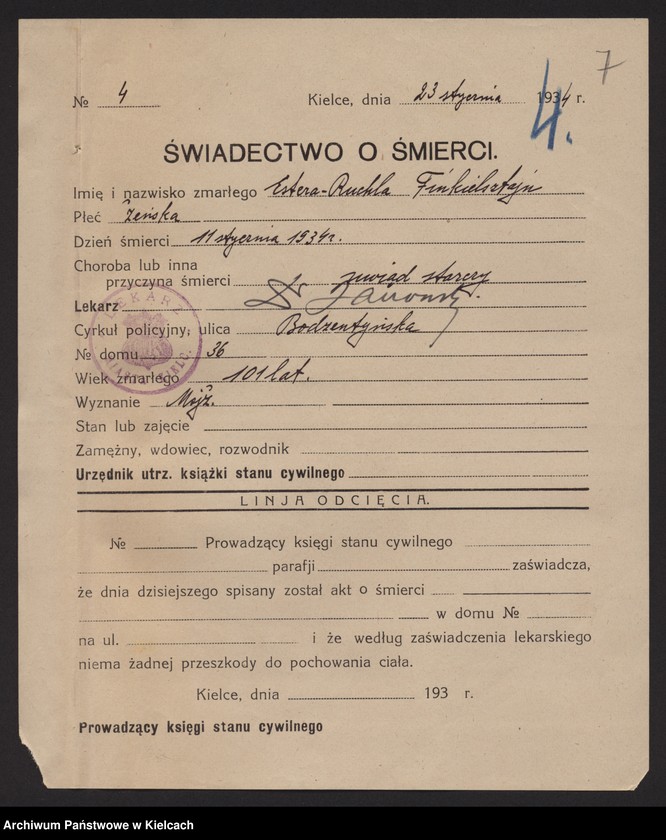 7
№ 4 Kielce, dnia 23 stycznia 1934 r.
4.
ŚWIADECTWO O ŚMIERCI.
Imię i nazwisko zmarłego Estera-Ruchla Finkielsztajn
Płeć Żeńska
Dzień śmierci 11 stycznia 1934 r.
Choroba lub inna
przyczyna śmierci zwiąd starczy
Lekarz Dr
LEKARZ
Cyrkuł policyjny, ulica Bodzentyńska
№ domu 36
Wiek zmarłego 101 lat.
Wyznanie Mojż.
Stan lub zajęcie
Zamężny, wdowiec, rozwodnik
Urzędnik utrz. książki stanu cywilnego
LINJA ODCIĘCIA.
№ Prowadzący księgi stanu cywilnego
parafji zaświadcza,
że dnia dzisiejszego spisany został akt o śmierci
w domu №
na ul. i że według zaświadczenia lekarskiego
niema żadnej przeszkody do pochowania ciała.
Kielce, dnia 193 r.
Prowadzący księgi stanu cywilnego
Archiwum Państwowe w Kielcach